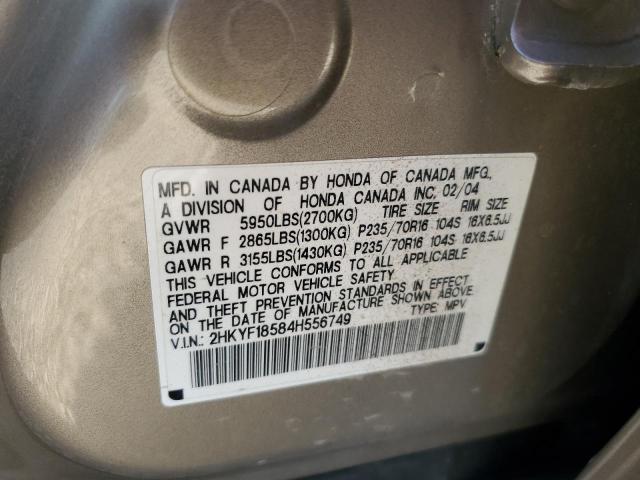 MFD. IN CANADA BY HONDA OF CANADA MFG.,
A DIVISION OF HONDA CANADA INC. 02/04
GVWR 5950LBS(2700KG) TIRE SIZE RIM SIZE
GAWR F 2865LBS(1300KG) P235/70R16 104S 16X6.5JJ
GAWR R 3155LBS(1430KG) P235/70R16 104S 16X6.5JJ
THIS VEHICLE CONFORMS TO ALL APPLICABLE
FEDERAL MOTOR VEHICLE SAFETY
AND THEFT PREVENTION STANDARDS IN EFFECT
ON THE DATE OF MANUFACTURE SHOWN ABOVE.
V.I.N.: 2HKYF18584H556749 TYPE: MPV